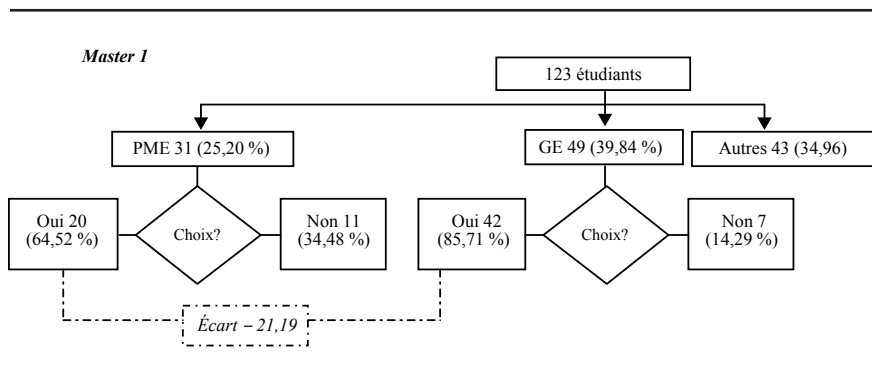 Master 1
123 étudiants
PME 31 (25,20 %)
GE 49 (39,84 %)
Autres 43 (34,96)
Oui 20
(64,52 %)
Choix?
Non 11
(34,48 %)
Oui 42
(85,71 %)
Choix?
Non 7
(14,29 %)
Écart – 21,19